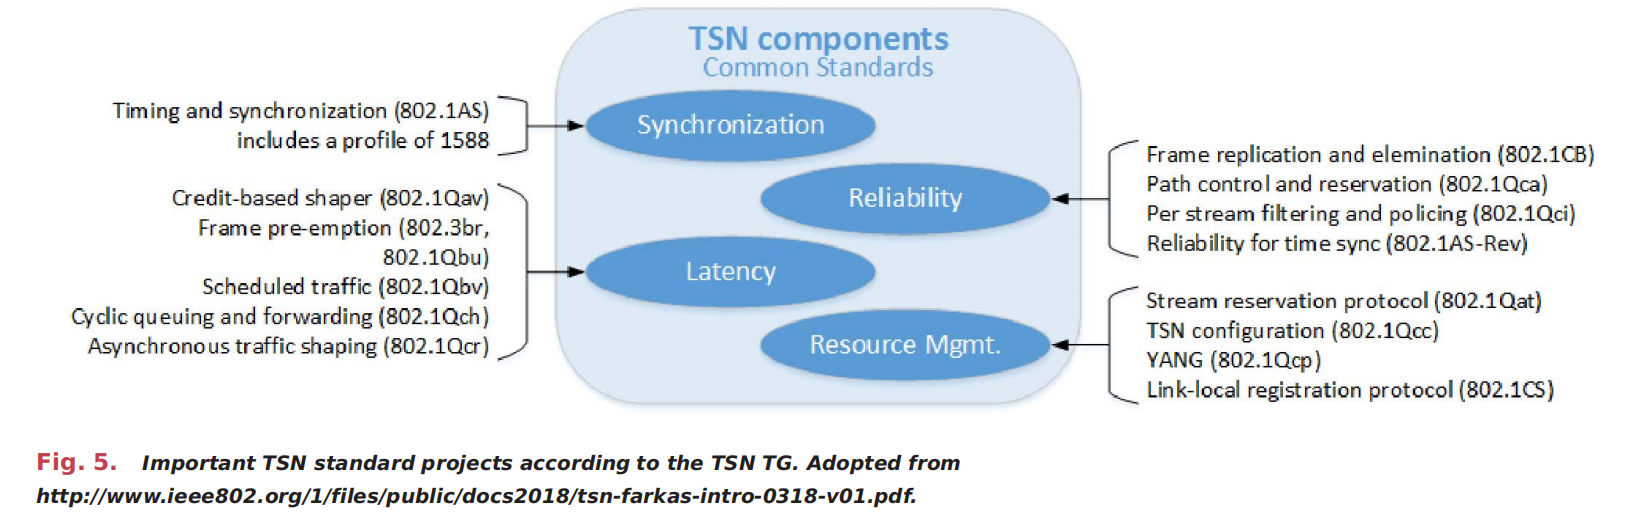 TSN components
Common Standards
Timing and synchronization (802.1AS)
includes a profile of 1588
Synchronization
Credit-based shaper (802.1Qav)
Frame pre-emption (802.3br,
802.1Qbu)
Scheduled traffic (802.1Qbv)
Cyclic queuing and forwarding (802.1Qch)
Asynchronous traffic shaping (802.1Qcr)
Latency
Reliability
Frame replication and elemination (802.1CB)
Path control and reservation (802.1Qca)
Per stream filtering and policing (802.1Qci)
Reliability for time sync (802.1AS-Rev)
Resource Mgmt.
Stream reservation protocol (802.1Qat)
TSN configuration (802.1Qcc)
YANG (802.1Qcp)
Link-local registration protocol (802.1CS)
Fig. 5. Important TSN standard projects according to the TSN TG. Adopted from
http://www.ieee802.org/1/files/public/docs2018/tsn-farkas-intro-0318-v01.pdf.